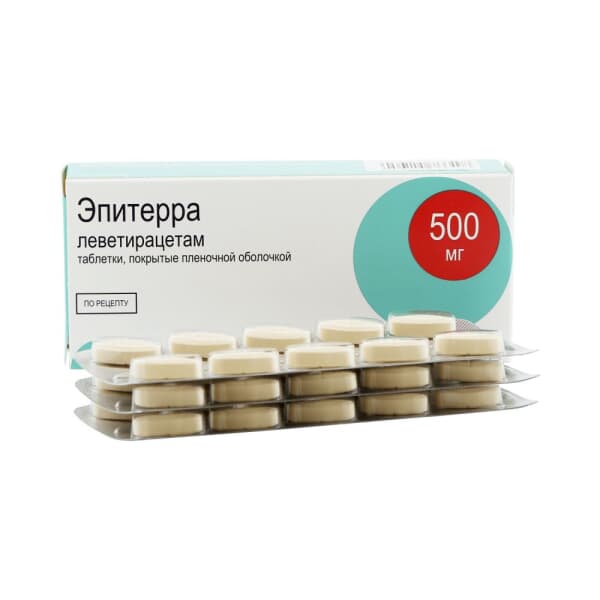 Эпитерра
леветирацетам
таблетки, покрытые пленочной оболочкой
500
мг
ПО РЕЦЕПТУ